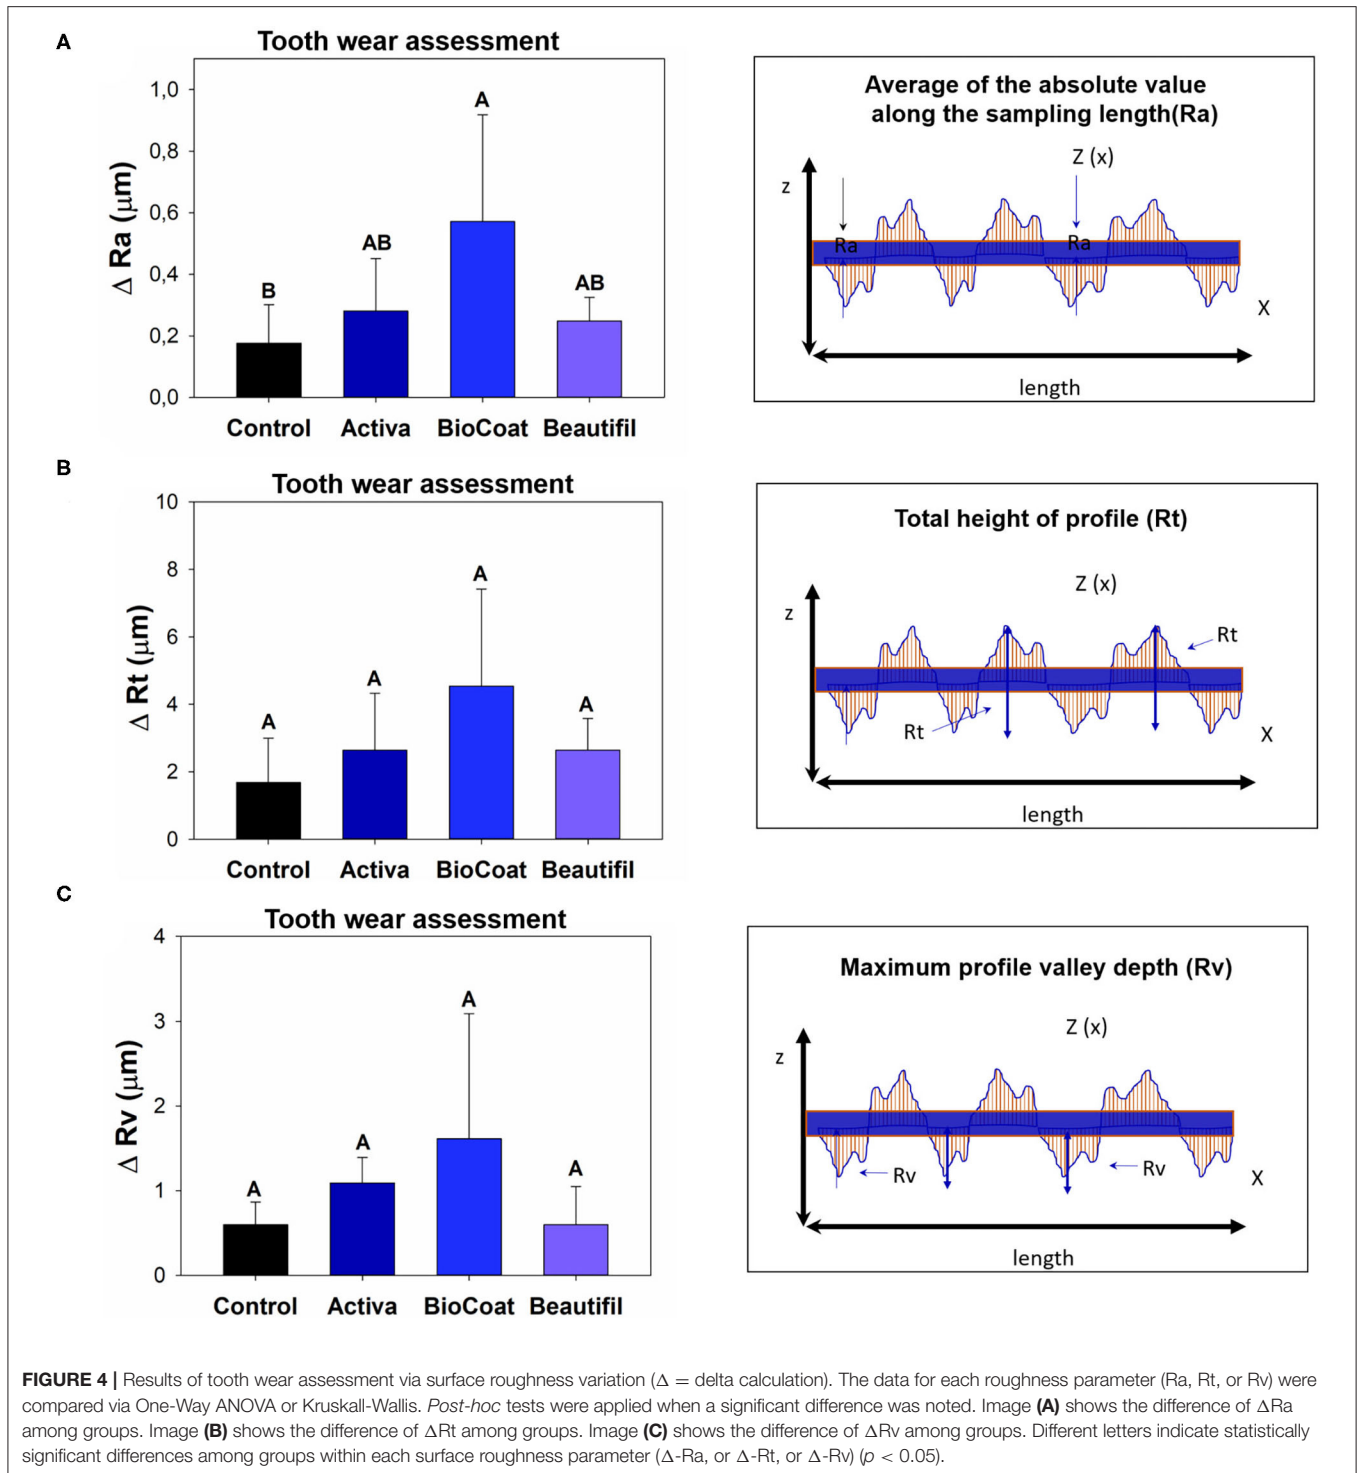 A
Tooth wear assessment
Δ Ra (μm)
1,0
0,8
0,6
0,4
0,2
0,0
B
AB
A
AB
Control Activa BioCoat Beautifil
Average of the absolute value
along the sampling length(Ra)
Z (x)
z
Ra
Ra
X
length
B
Tooth wear assessment
Δ Rt (μm)
10
8
6
4
2
0
A
A
A
A
Control Activa BioCoat Beautifil
Total height of profile (Rt)
Z (x)
z
Rt
Rt
X
length
C
Tooth wear assessment
Δ Rv (μm)
4
3
2
1
0
A
A
A
A
Control Activa BioCoat Beautifil
Maximum profile valley depth (Rv)
Z (x)
z
Rv
Rv
X
length
FIGURE 4 | Results of tooth wear assessment via surface roughness variation (Δ = delta calculation). The data for each roughness parameter (Ra, Rt, or Rv) were
compared via One-Way ANOVA or Kruskall-Wallis. Post-hoc tests were applied when a significant difference was noted. Image (A) shows the difference of ΔRa
among groups. Image (B) shows the difference of ΔRt among groups. Image (C) shows the difference of ΔRv among groups. Different letters indicate statistically
significant differences among groups within each surface roughness parameter (Δ-Ra, or Δ-Rt, or Δ-Rv) (p < 0.05).